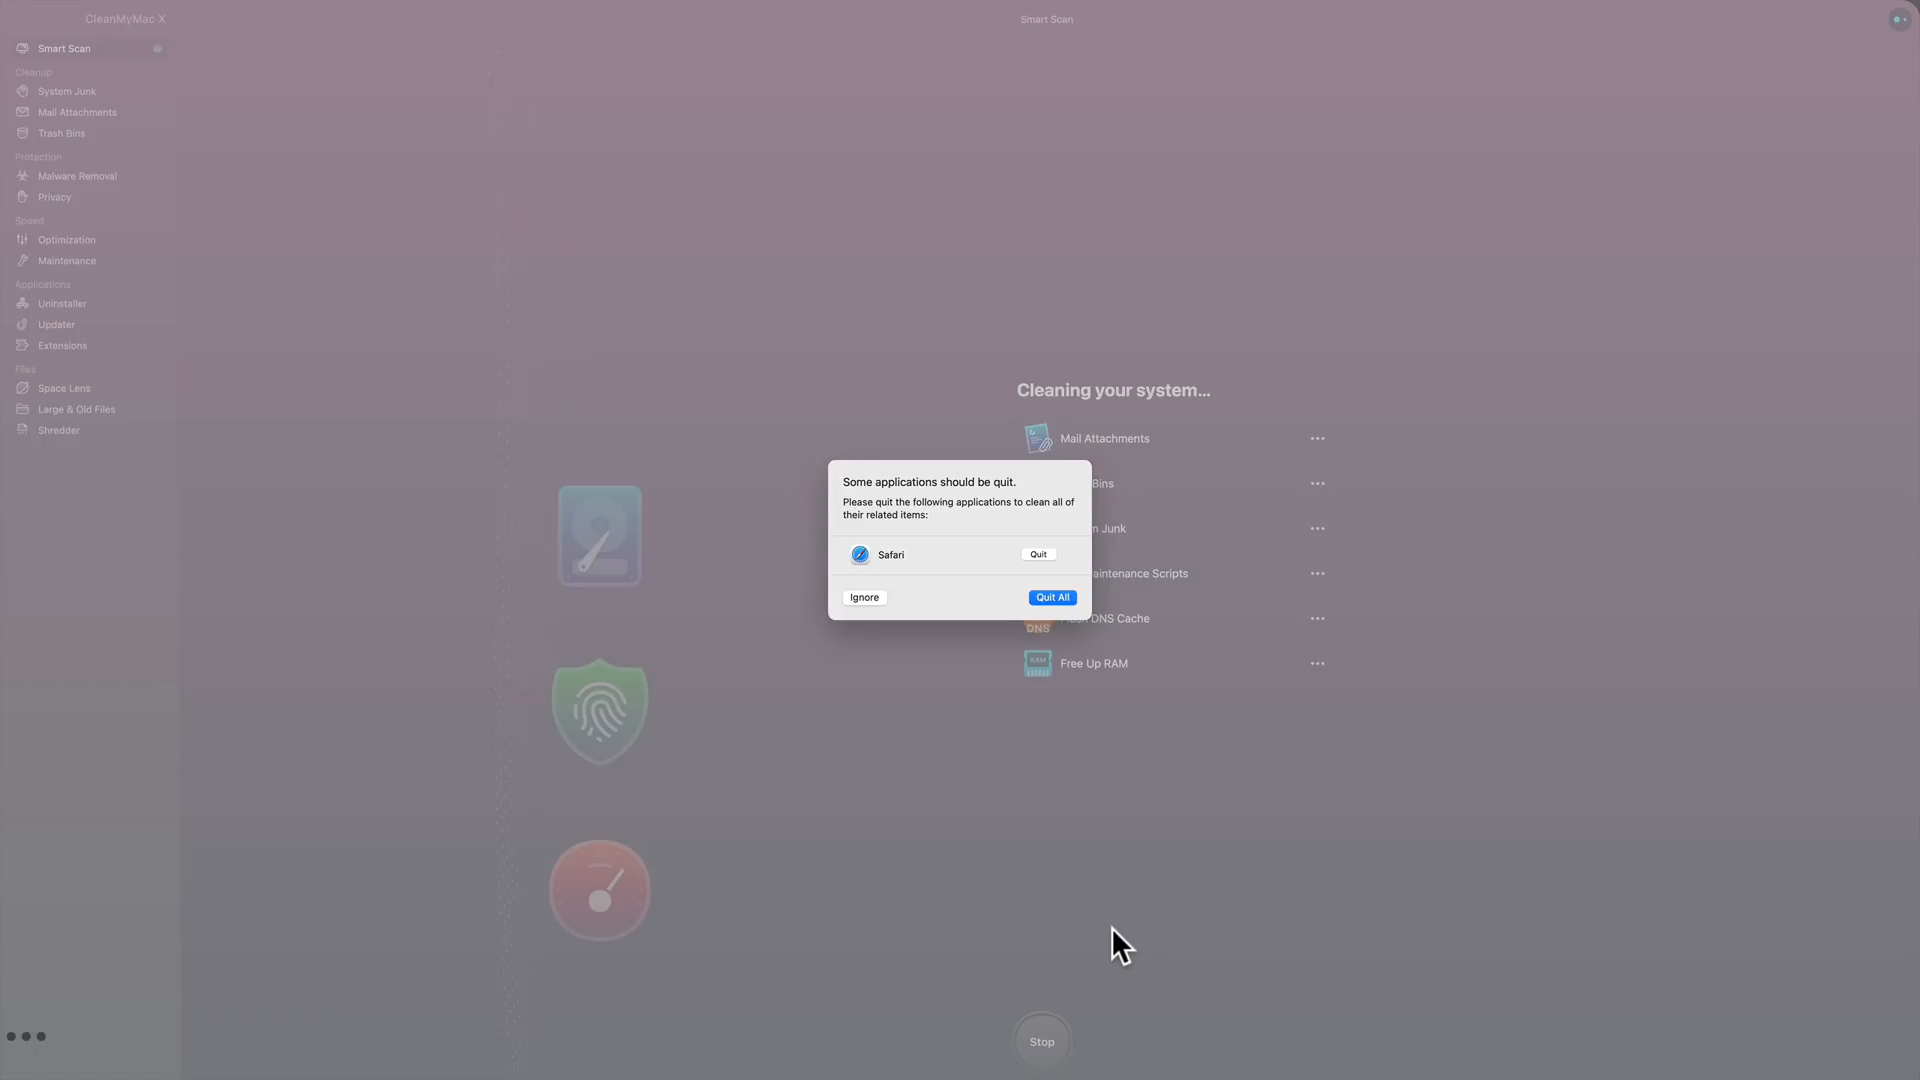 CleanMyMac X
Smart Scan
Smart Scan
Cleanup
System Junk
Mail Attachments
Trash Bins
Protection
Malware Removal
Privacy
Speed
Optimization
Maintenance
Applications
Uninstaller
Updater
Extensions
Files
Space Lens
Large & Old Files
Shredder
Cleaning your system...
Mail Attachments
Bins
Junk
Maintenance Scripts
DNS Cache
DNS
RAM
Free Up RAM
Some applications should be quit.
Please quit the following applications to clean all of
their related items:
Safari
Quit
Ignore
Quit All
Stop